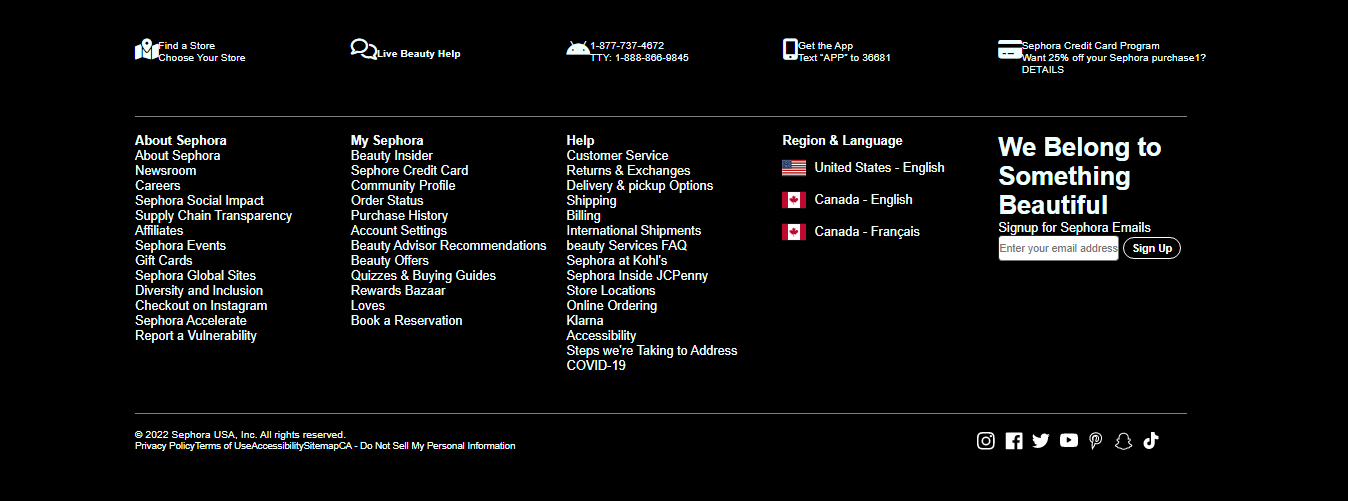 Find a Store
Choose Your Store
Live Beauty Help
1-877-737-4672
TTY: 1-888-866-9845
Get the App
Text “APP” to 36681
Sephora Credit Card Program
Want 25% off your Sephora purchase1?
DETAILS
About Sephora
About Sephora
Newsroom
Careers
Sephora Social Impact
Supply Chain Transparency
Affiliates
Sephora Events
Gift Cards
Sephora Global Sites
Diversity and Inclusion
Checkout on Instagram
Sephora Accelerate
Report a Vulnerability
My Sephora
Beauty Insider
Sephore Credit Card
Community Profile
Order Status
Purchase History
Account Settings
Beauty Advisor Recommendations
Beauty Offers
Quizzes & Buying Guides
Rewards Bazaar
Loves
Book a Reservation
Help
Customer Service
Returns & Exchanges
Delivery & pickup Options
Shipping
Billing
International Shipments
beauty Services FAQ
Sephora at Kohl's
Sephora Inside JCPenny
Store Locations
Online Ordering
Klarna
Accessibility
Steps we're Taking to Address
COVID-19
Region & Language
United States - English
Canada - English
Canada - Français
We Belong to
Something
Beautiful
Signup for Sephora Emails
Enter your email address
Sign Up
© 2022 Sephora USA, Inc. All rights reserved.
Privacy PolicyTerms of UseAccessibilitySitemapCA - Do Not Sell My Personal Information